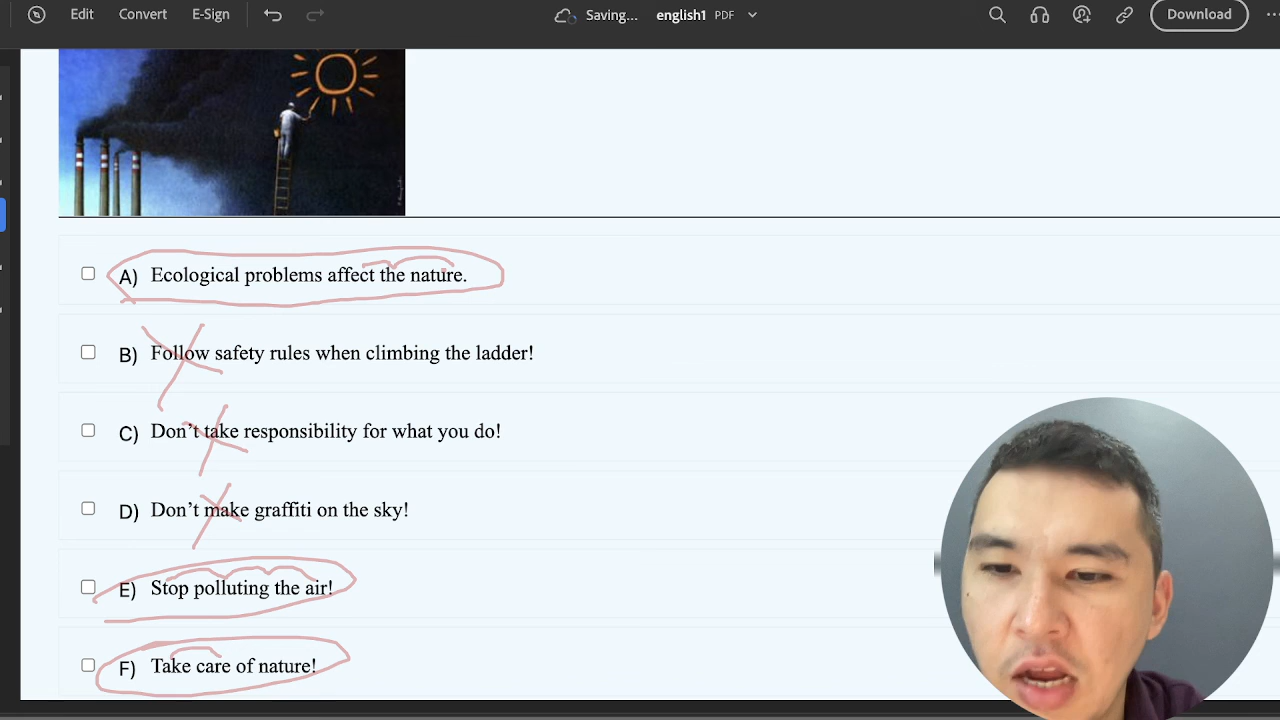 Edit Convert E-Sign Saving... english1 PDF Download
A) Ecological problems affect the nature.
B) Follow safety rules when climbing the ladder!
C) Don't take responsibility for what you do!
D) Don't make graffiti on the sky!
E) Stop polluting the air!
F) Take care of nature!